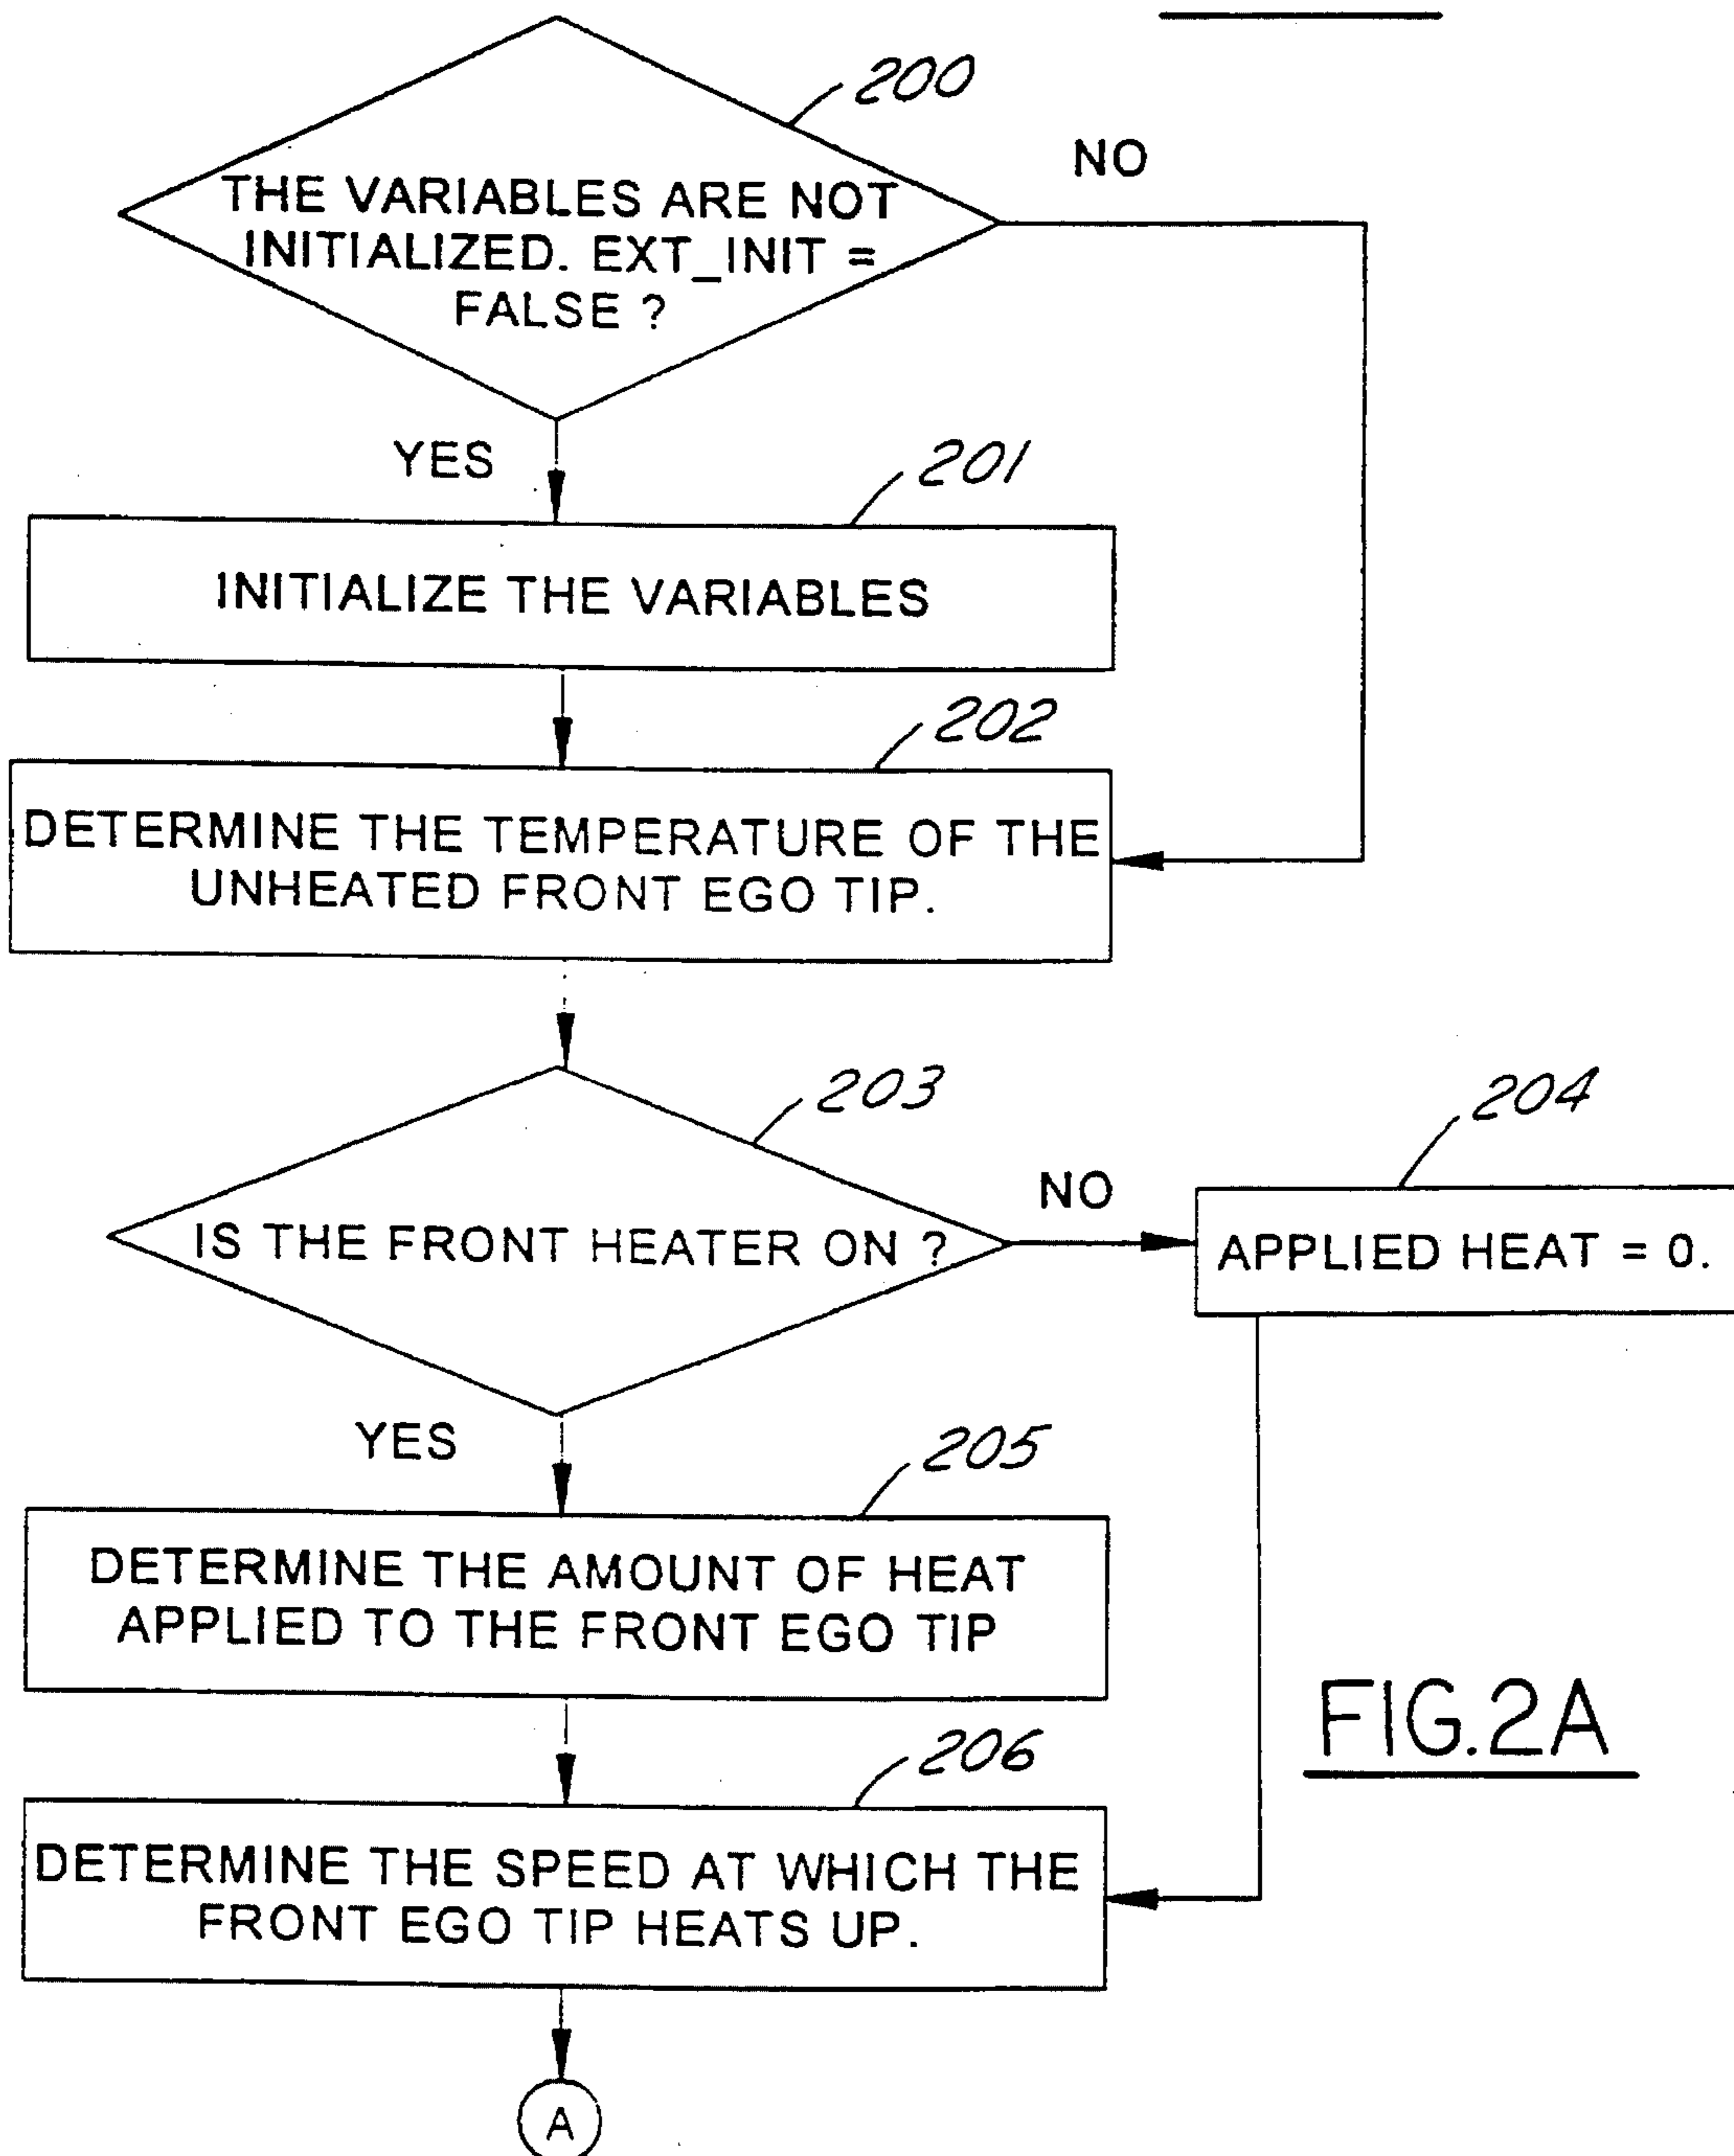 200
THE VARIABLES ARE NOT
INITIALIZED. EXT_INIT =
FALSE ?
NO
YES
201
INITIALIZE THE VARIABLES
202
DETERMINE THE TEMPERATURE OF THE
UNHEATED FRONT EGO TIP.
203
IS THE FRONT HEATER ON ?
NO
204
APPLIED HEAT = 0.
YES
205
DETERMINE THE AMOUNT OF HEAT
APPLIED TO THE FRONT EGO TIP
FIG.2A
206
DETERMINE THE SPEED AT WHICH THE
FRONT EGO TIP HEATS UP.
A